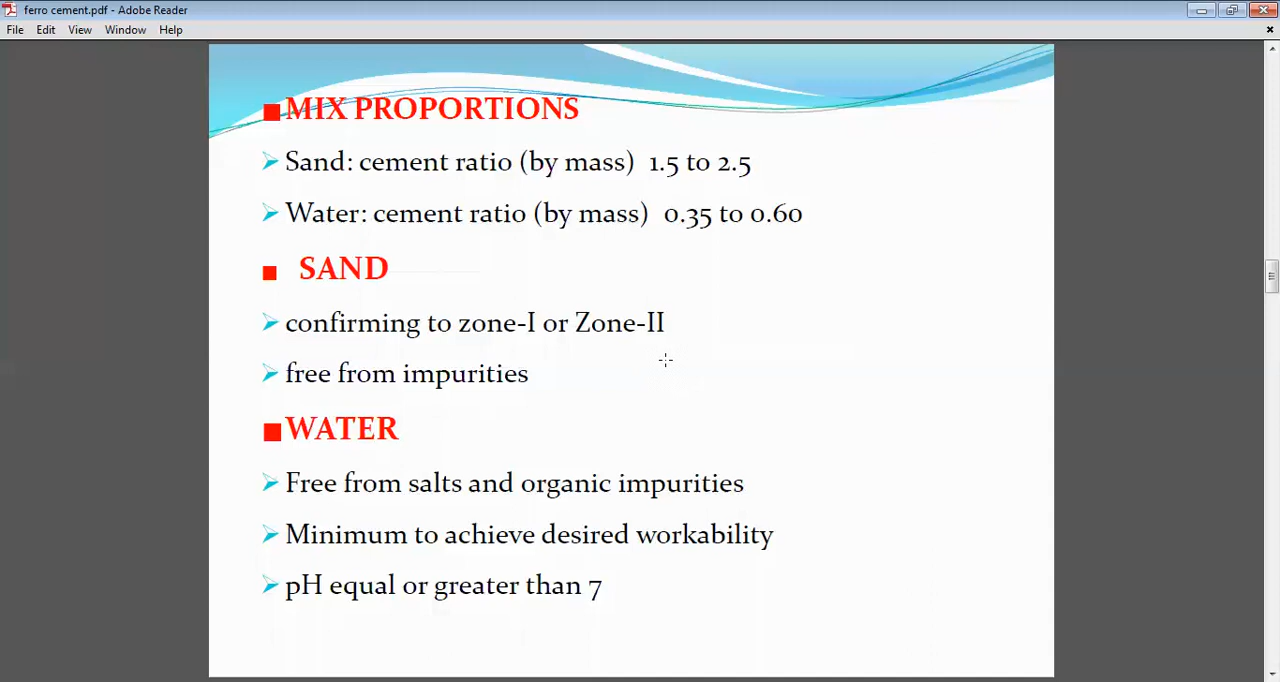 ferro cement.pdf - Adobe Reader
File Edit View Window Help
MIX PROPORTIONS
Sand: cement ratio (by mass) 1.5 to 2.5
Water: cement ratio (by mass) 0.35 to 0.60
SAND
confirming to zone-I or Zone-II
free from impurities
WATER
Free from salts and organic impurities
Minimum to achieve desired workability
pH equal or greater than 7